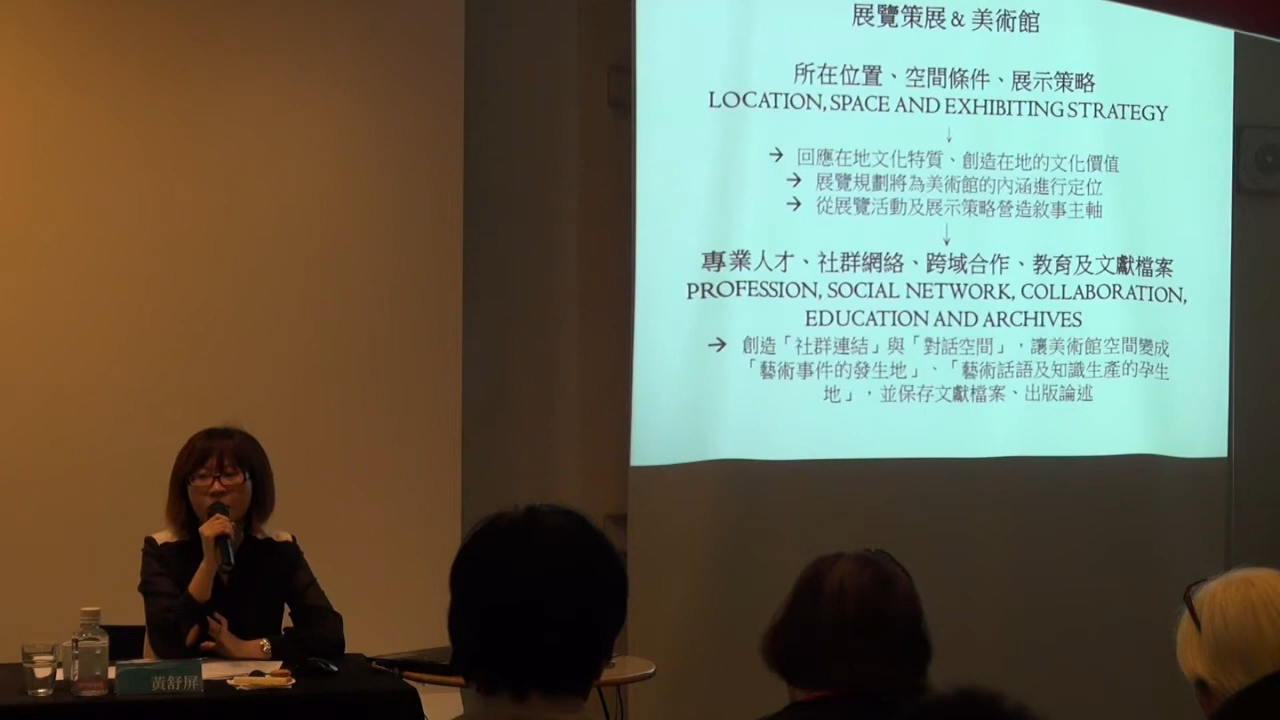 展覽策展 & 美術館
所在位置、空間條件、展示策略
LOCATION, SPACE AND EXHIBITING STRATEGY
↓
→ 回應在地文化特質、創造在地的文化價值
→ 展覽規劃將為美術館的內涵進行定位
→ 從展覽活動及展示策略營造敘事主軸
↓
專業人才、社群網絡、跨域合作、教育及文獻檔案
PROFESSION, SOCIAL NETWORK, COLLABORATION,
EDUCATION AND ARCHIVES
→ 創造「社群連結」與「對話空間」，讓美術館空間變成
「藝術事件的發生地」、「藝術話語及知識生產的孕生
地」，並保存文獻檔案、出版論述
黃舒屏